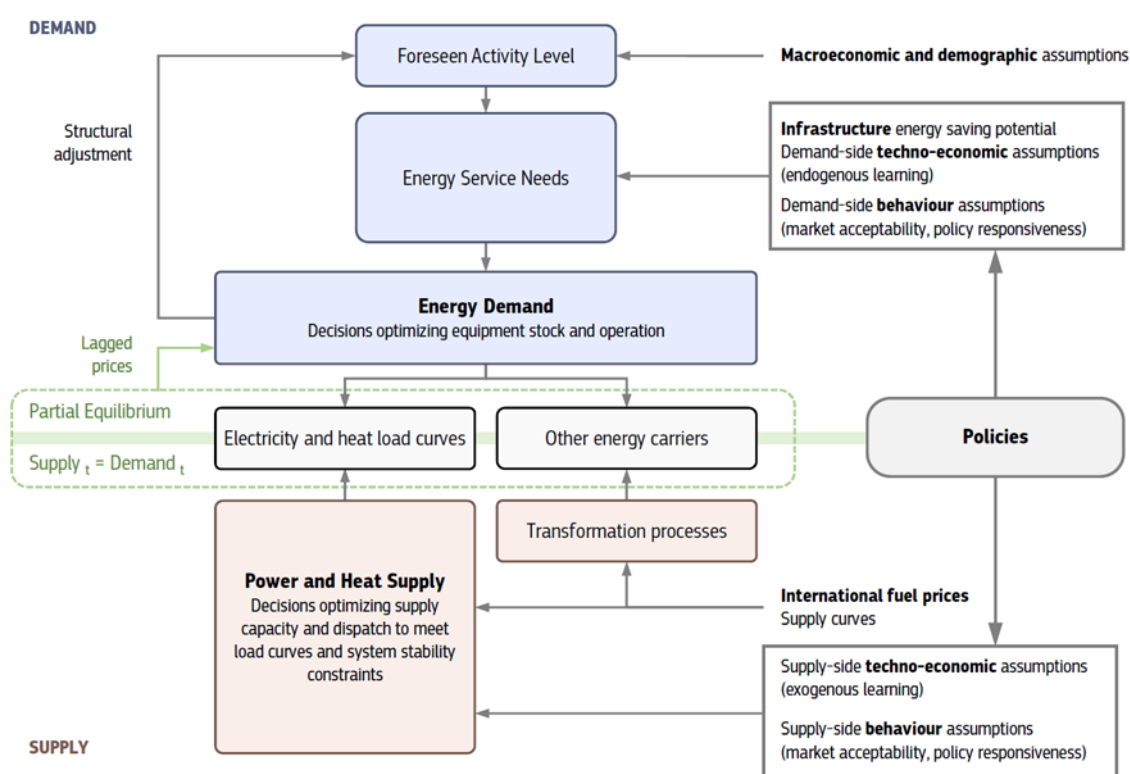 DEMAND
Foreseen Activity Level
Macroeconomic and demographic assumptions
Structural
adjustment
Infrastructure energy saving potential
Demand-side techno-economic assumptions
(endogenous learning)
Demand-side behaviour assumptions
(market acceptability, policy responsiveness)
Energy Service Needs
Energy Demand
Decisions optimizing equipment stock and operation
Lagged
prices
Partial Equilibrium
Supply t = Demand t
Electricity and heat load curves
Other energy carriers
Policies
Transformation processes
Power and Heat Supply
Decisions optimizing supply
capacity and dispatch to meet
load curves and system stability
constraints
International fuel prices
Supply curves
Supply-side techno-economic assumptions
(exogenous learning)
Supply-side behaviour assumptions
(market acceptability, policy responsiveness)
SUPPLY